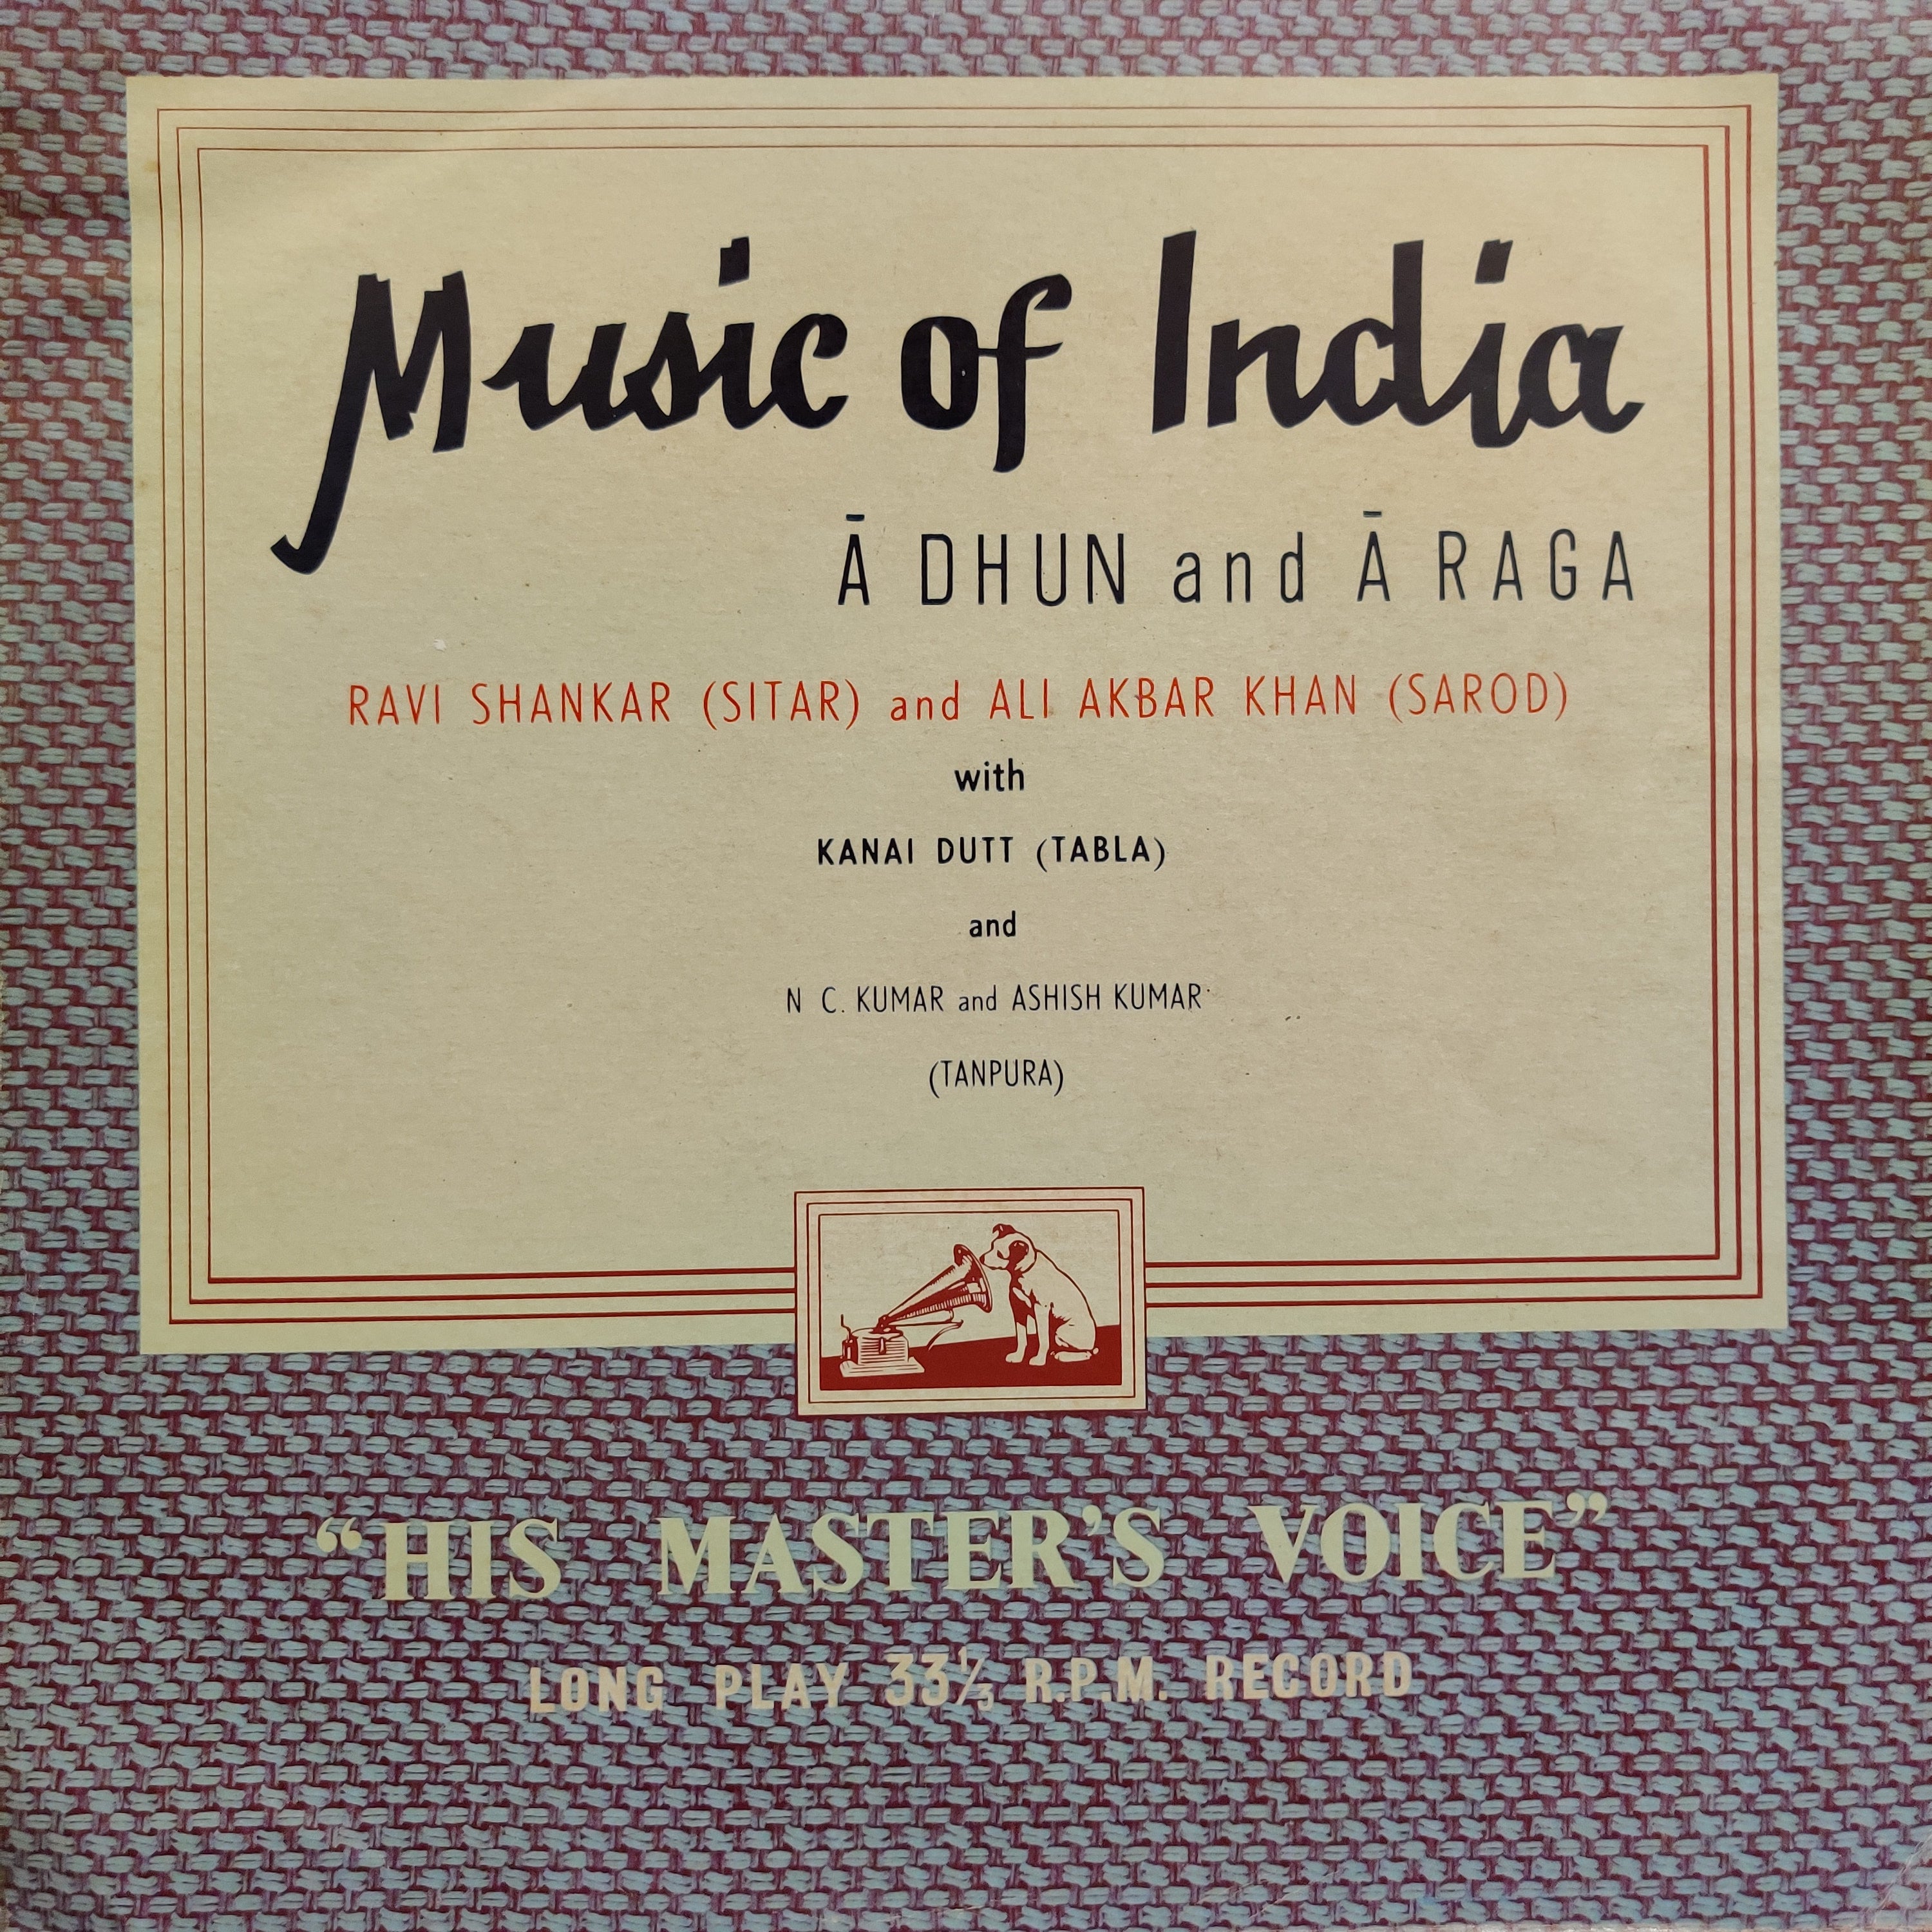 Music of India
Ā DHUN and Ā RAGA
RAVI SHANKAR (SITAR) and ALI AKBAR KHAN (SAROD)
with
KANAI DUTT (TABLA)
and
N C. KUMAR and ASHISH KUMAR
(TANPURA)
“HIS MASTER’S VOICE”
LONG PLAY 33⅓ R.P.M. RECORD